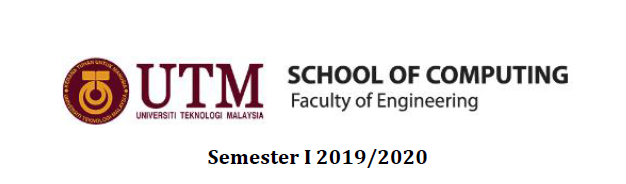 UTM
UNIVERSITI TEKNOLOGI MALAYSIA
SCHOOL OF COMPUTING
Faculty of Engineering
Semester I 2019/2020